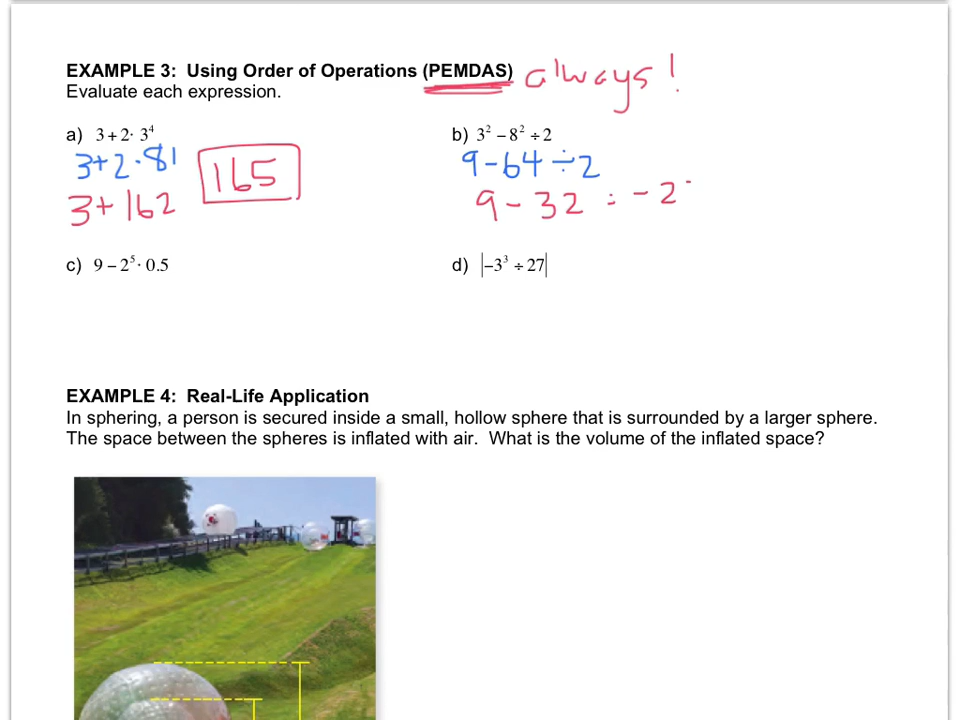 EXAMPLE 3: Using Order of Operations (PEMDAS) always!
Evaluate each expression.
a) 3 + 2 · 3⁴
3+2·81
3+162
165
b) 3² − 8² ÷ 2
9−64÷2
9−32 = −2
c) 9 − 2⁵ · 0.5
d) |−3³ ÷ 27|
EXAMPLE 4: Real-Life Application
In sphering, a person is secured inside a small, hollow sphere that is surrounded by a larger sphere.
The space between the spheres is inflated with air. What is the volume of the inflated space?